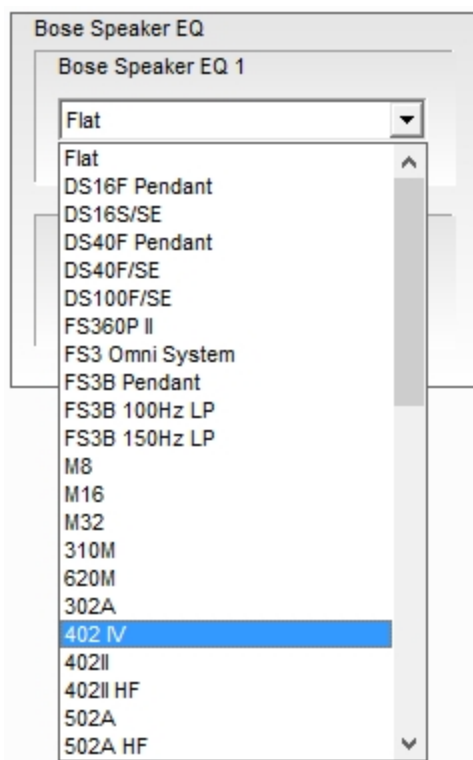 Bose Speaker EQ
Bose Speaker EQ 1
Flat
Flat
DS16F Pendant
DS16S/SE
DS40F Pendant
DS40F/SE
DS100F/SE
FS360P II
FS3 Omni System
FS3B Pendant
FS3B 100Hz LP
FS3B 150Hz LP
M8
M16
M32
310M
620M
302A
402 IV
402II
402II HF
502A
502A HF